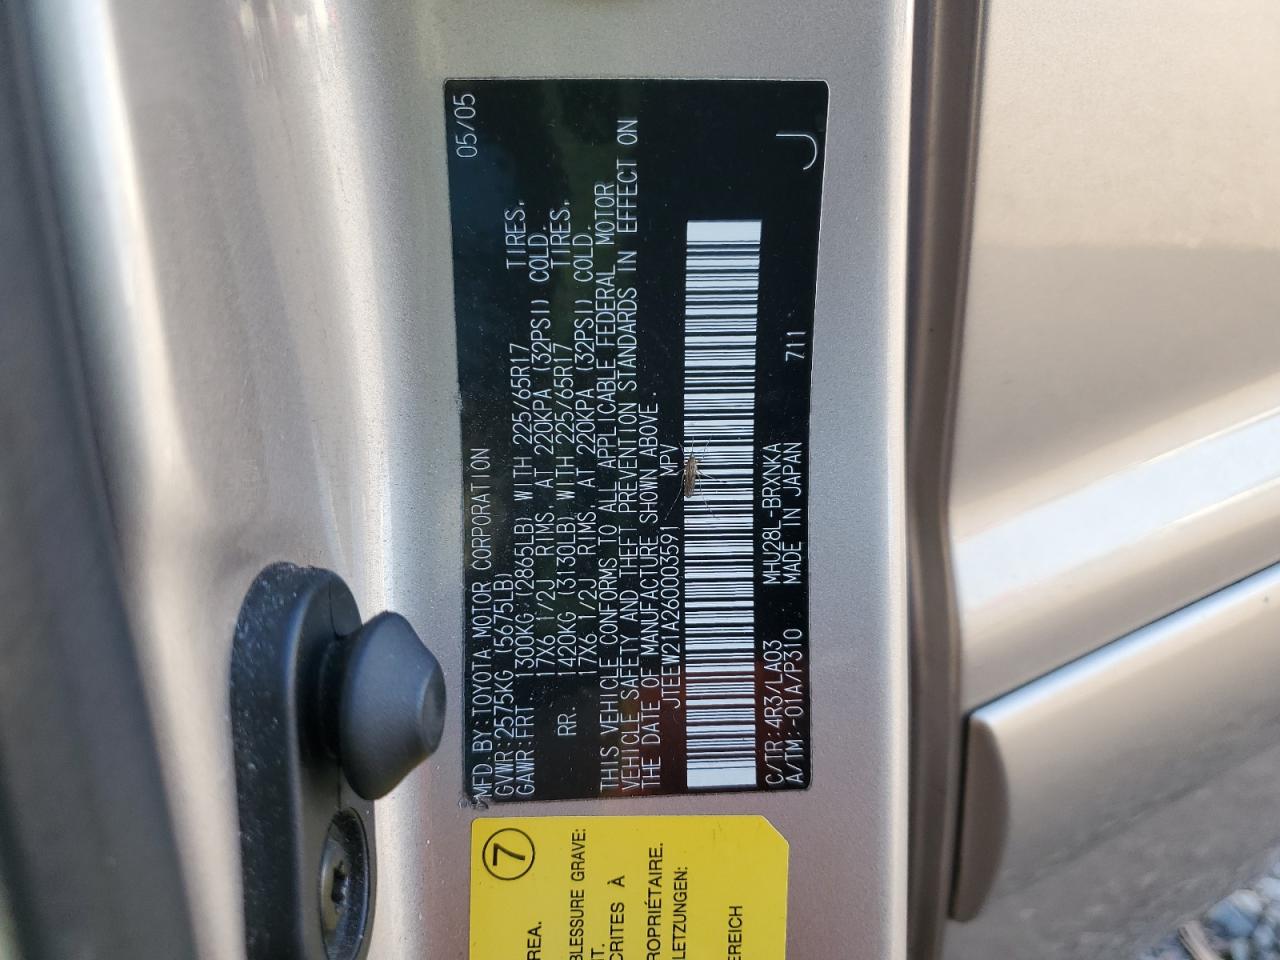 MFD. BY: TOYOTA MOTOR CORPORATION 05/05
GVWR: 2575KG (5675LB)
GAWR: FRT. 1300KG (2865LB) WITH 225/65R17 TIRES,
17X6 1/2J RIMS, AT 220KPA (32PSI) COLD.
RR. 1420KG (3130LB) WITH 225/65R17 TIRES,
17X6 1/2J RIMS, AT 220KPA (32PSI) COLD.
THIS VEHICLE CONFORMS TO ALL APPLICABLE FEDERAL MOTOR
VEHICLE SAFETY AND THEFT PREVENTION STANDARDS IN EFFECT ON
THE DATE OF MANUFACTURE SHOWN ABOVE.
JTEEW21A260003591 MPV
C/TR: 4R3/LA03 MHU28L-BRXNKA 711 J
A/TM: -01A/P310 MADE IN JAPAN
7
REA.
BLESSURE GRAVE:
T.
CRITES À
ROPRIÉTAIRE.
LETZUNGEN:
EREICH